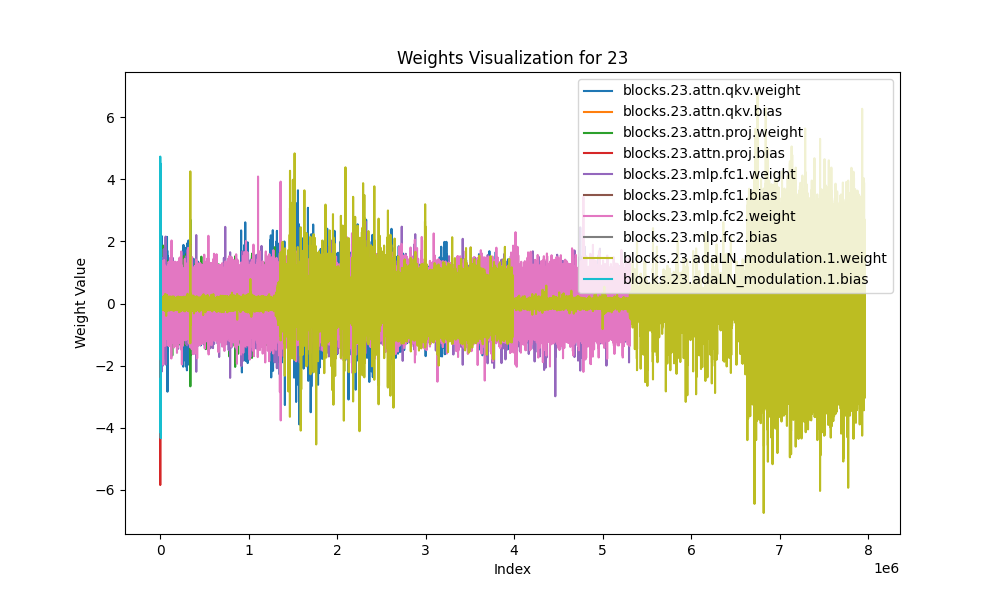 Weights Visualization for 23
Weight Value
6
4
2
0
−2
−4
−6
blocks.23.attn.qkv.weight
blocks.23.attn.qkv.bias
blocks.23.attn.proj.weight
blocks.23.attn.proj.bias
blocks.23.mlp.fc1.weight
blocks.23.mlp.fc1.bias
blocks.23.mlp.fc2.weight
blocks.23.mlp.fc2.bias
blocks.23.adaLN_modulation.1.weight
blocks.23.adaLN_modulation.1.bias
0 1 2 3 4 5 6 7 8
1e6
Index